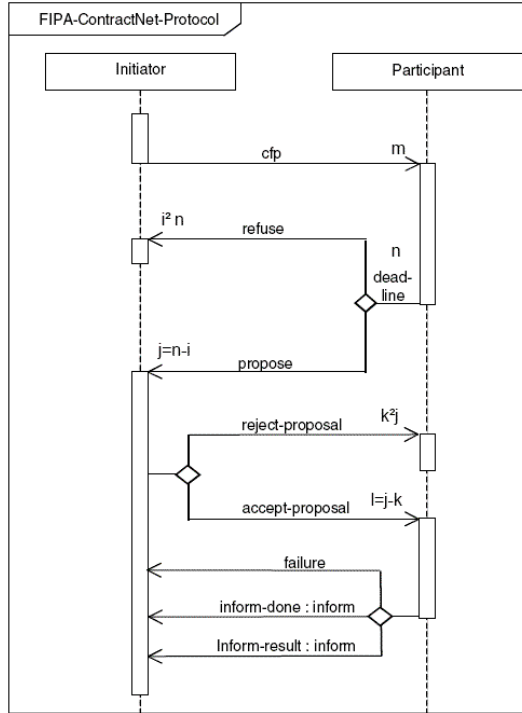 FIPA-ContractNet-Protocol
Initiator
Participant
cfp
m
i² n
refuse
n
dead-
line
j=n-i
propose
reject-proposal
k²j
accept-proposal
l=j-k
failure
inform-done : inform
Inform-result : inform